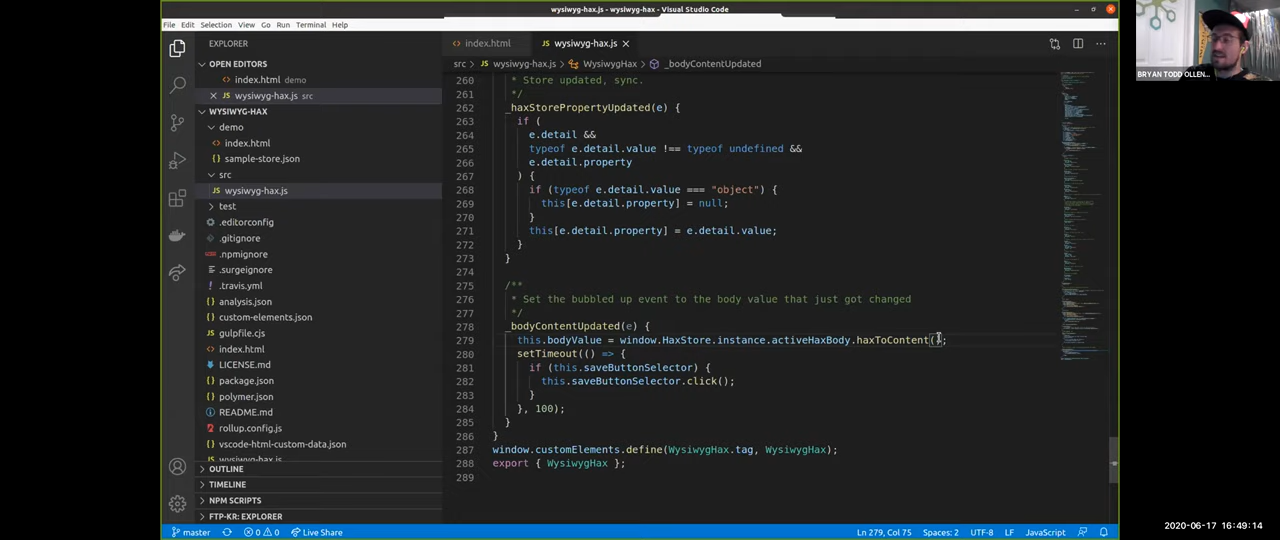 wysiwyg-hax.js - wysiwyg-hax - Visual Studio Code
File Edit Selection View Go Run Terminal Help
EXPLORER
index.html
wysiwyg-hax.js
OPEN EDITORS
src > wysiwyg-hax.js > WysiwygHax > _bodyContentUpdated
index.html demo
wysiwyg-hax.js src
WYSIWYG-HAX
demo
index.html
sample-store.json
src
wysiwyg-hax.js
test
.editorconfig
.gitignore
.npmignore
.surgeignore
.travis.yml
analysis.json
custom-elements.json
gulpfile.cjs
index.html
LICENSE.md
package.json
polymer.json
README.md
rollup.config.js
vscode-html-custom-data.json
wysiwyg-hax.js
OUTLINE
TIMELINE
NPM SCRIPTS
FTP-KR: EXPLORER
260 * Store updated, sync.
261 */
262 _haxStorePropertyUpdated(e) {
263 if (
264 e.detail &&
265 typeof e.detail.value !== typeof undefined &&
266 e.detail.property
267 ) {
268 if (typeof e.detail.value === "object") {
269 this[e.detail.property] = null;
270 }
271 this[e.detail.property] = e.detail.value;
272 }
273 }
274
275 /**
276 * Set the bubbled up event to the body value that just got changed
277 */
278 _bodyContentUpdated(e) {
279 this.bodyValue = window.HaxStore.instance.activeHaxBody.haxToContent();
280 setTimeout(() => {
281 if (this.saveButtonSelector) {
282 this.saveButtonSelector.click();
283 }
284 }, 100);
285 }
286 }
287 window.customElements.define(WysiwygHax.tag, WysiwygHax);
288 export { WysiwygHax };
289
master 0 0 Live Share Ln 279, Col 75 Spaces: 2 UTF-8 LF JavaScript
BRYAN TODD OLLEN...
2020-06-17 16:49:14